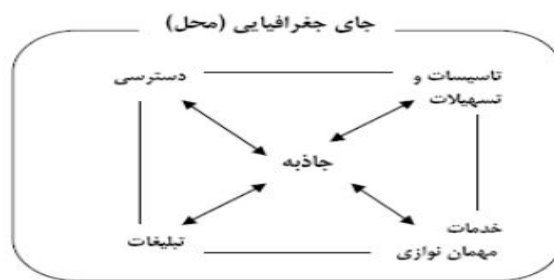 جای جغرافیایی (محل)
تاسیسات و
تسهیلات
دسترسی
جاذبه
خدمات
مهمان نوازی
تبلیغات